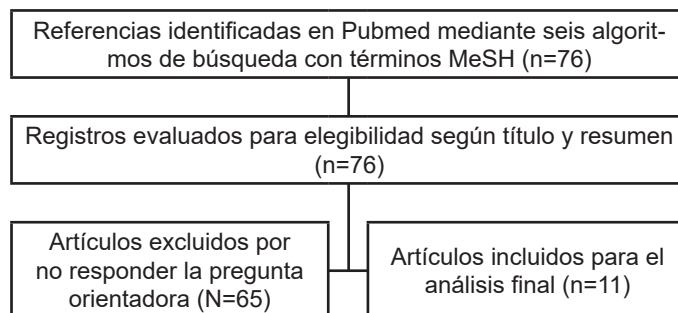 Referencias identificadas en Pubmed mediante seis algorit-
mos de búsqueda con términos MeSH (n=76)
Registros evaluados para elegibilidad según título y resumen
(n=76)
Artículos excluidos por
no responder la pregunta
orientadora (N=65)
Artículos incluidos para el
análisis final (n=11)